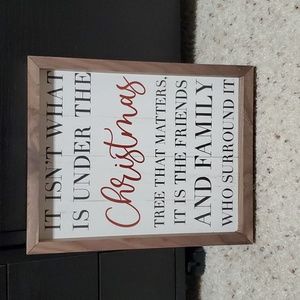 IT ISN'T WHAT
IS UNDER THE
Christmas
TREE THAT MATTERS.
IT IS THE FRIENDS
AND FAMILY
WHO SURROUND IT